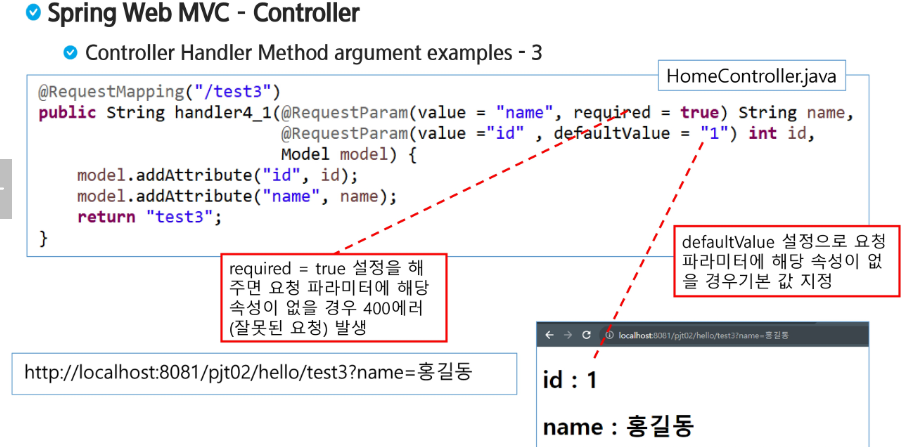 Spring Web MVC - Controller
Controller Handler Method argument examples - 3
HomeController.java
@RequestMapping("/test3")
public String handler4_1(@RequestParam(value = "name", required = true) String name,
@RequestParam(value ="id" , defaultValue = "1") int id,
Model model) {
model.addAttribute("id", id);
model.addAttribute("name", name);
return "test3";
}
required = true 설정을 해
주면 요청 파라미터에 해당
속성이 없을 경우 400에러
(잘못된 요청) 발생
defaultValue 설정으로 요청
파라미터에 해당 속성이 없
을 경우기본 값 지정
http://localhost:8081/pjt02/hello/test3?name=홍길동
localhost:8081/pjt02/hello/test3?name=홍길동
id : 1
name : 홍길동